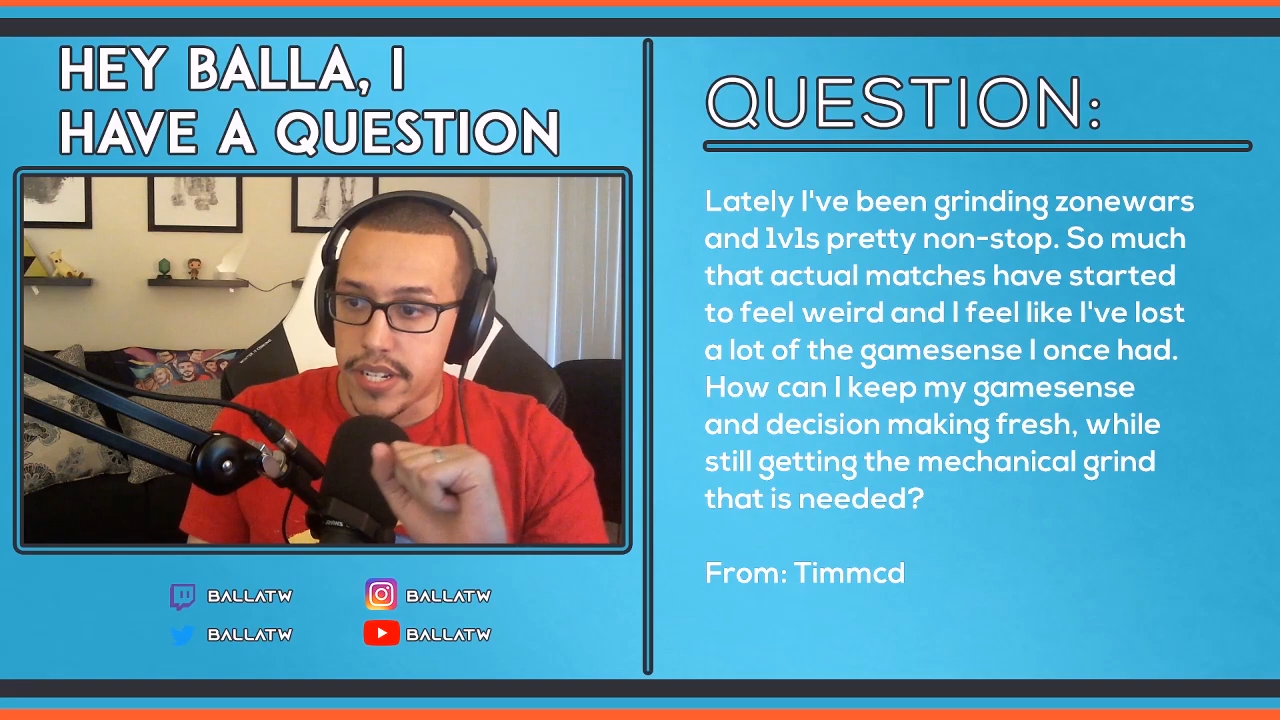 HEY BALLA, I
HAVE A QUESTION
QUESTION:
Lately I've been grinding zonewars
and 1v1s pretty non-stop. So much
that actual matches have started
to feel weird and I feel like I've lost
a lot of the gamesense I once had.
How can I keep my gamesense
and decision making fresh, while
still getting the mechanical grind
that is needed?
From: Timmcd
BALLATW
BALLATW
BALLATW
BALLATW